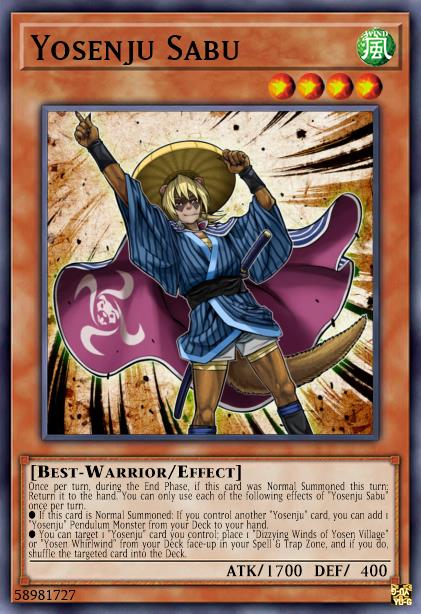 YOSENJU SABU
WIND
風
[BEST-WARRIOR/EFFECT]
Once per turn, during the End Phase, if this card was Normal Summoned this turn:
Return it to the hand. You can only use each of the following effects of "Yosenju Sabu"
once per turn.
● If this card is Normal Summoned: If you control another "Yosenju" card, you can add 1
"Yosenju" Pendulum Monster from your Deck to your hand.
● You can target 1 "Yosenju" card you control; place 1 "Dizzying Winds of Yosen Village"
or "Yosen Whirlwind" from your Deck face-up in your Spell & Trap Zone, and if you do,
shuffle the targeted card into the Deck.
ATK/1700 DEF/ 400
58981727